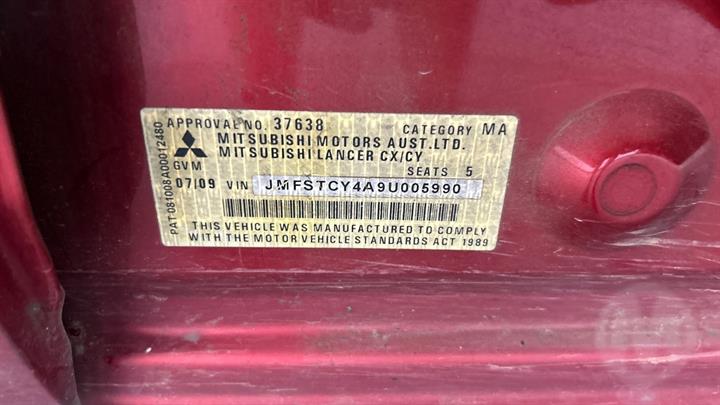 APPROVAL NO. 37638 CATEGORY MA
MITSUBISHI MOTORS AUST. LTD.
MITSUBISHI LANCER CX/CY
GVM SEATS 5
07/09 VIN JMFSTCY4A9U005990
THIS VEHICLE WAS MANUFACTURED TO COMPLY
WITH THE MOTOR VEHICLE STANDARDS ACT 1989
PAT 081008A00012480